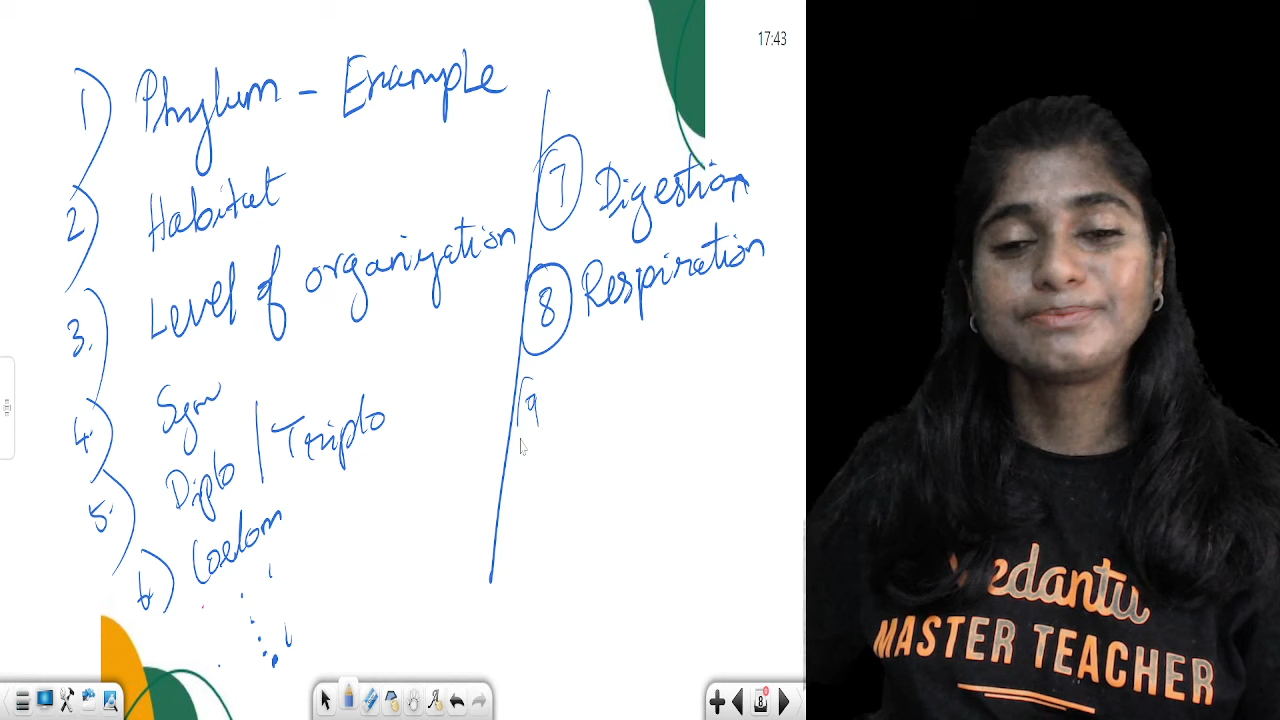 17:43
1) Phylum - Example
2) Habitat
3.) Level of organization
4.) Sym
5.) Diplo / Triplo
6) Coelom
7 Digestion
8 Respiration
9
8
Vedantu
MASTER TEACHER